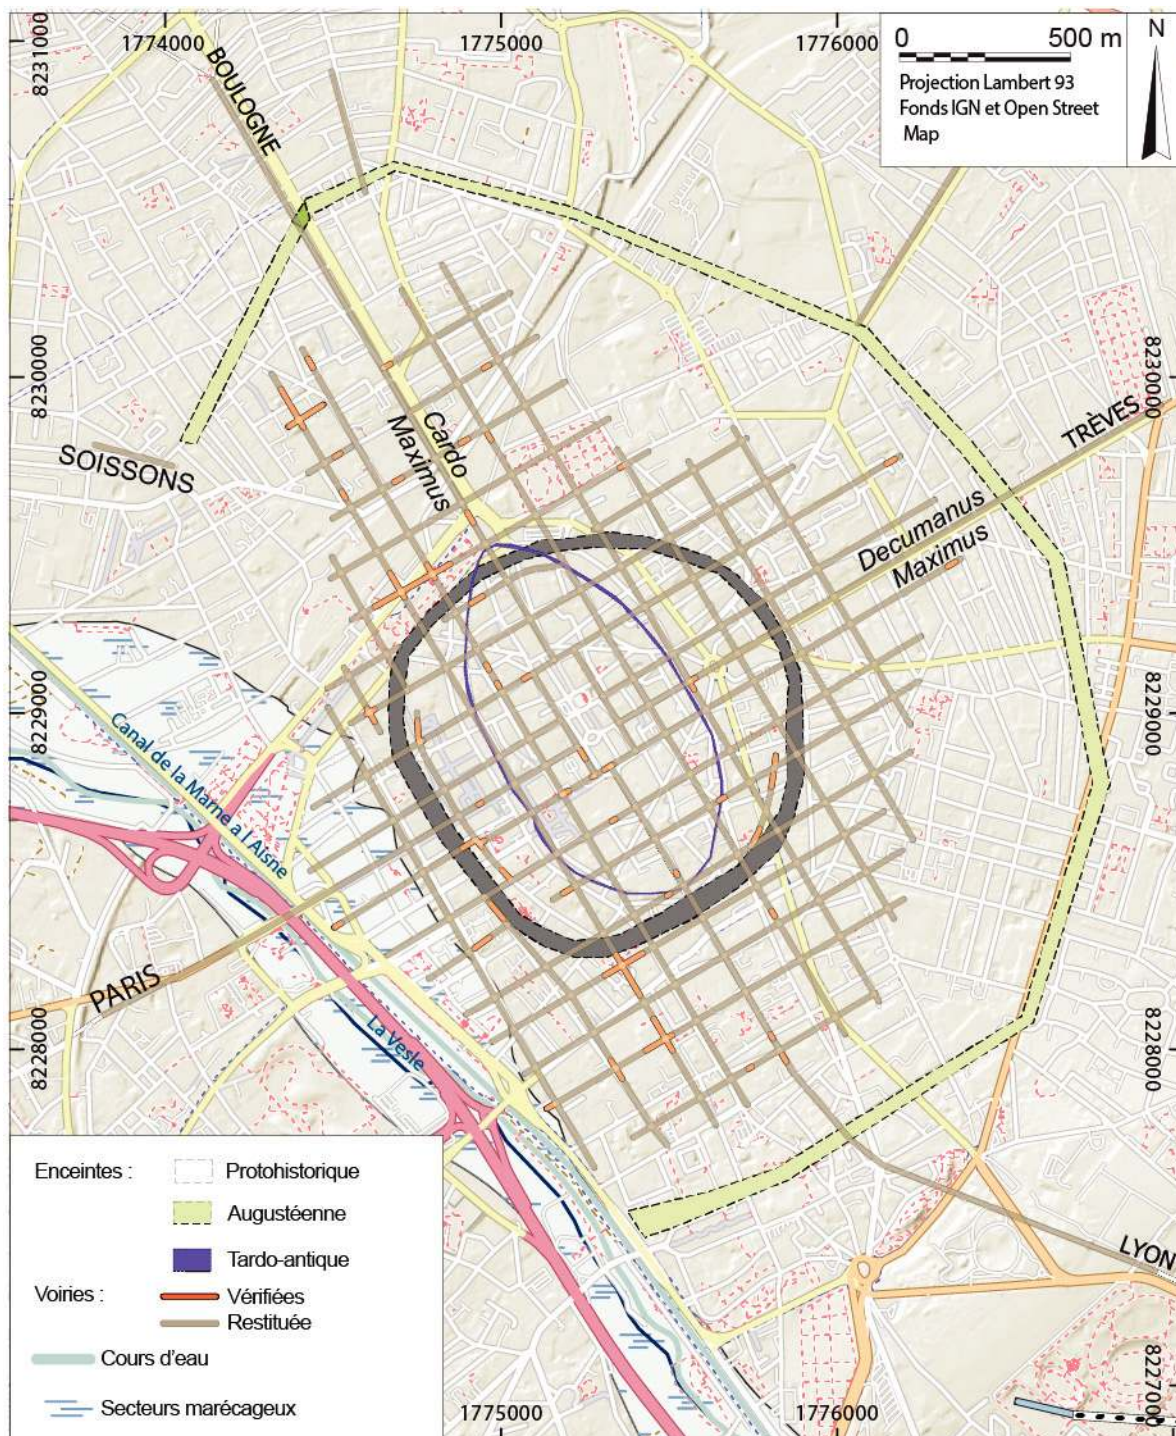 1774000
1775000
1776000
0 500 m
Projection Lambert 93
Fonds IGN et Open Street
Map
N
8231000
BOULOGNE
8230000
8230000
SOISSONS
Cardo
Maximus
TRÈVES
Decumanus
Maximus
8229000
8229000
Canal de la Marne a l'Aisne
PARIS
La Vesle
8228000
8228000
LYON
8227000
Enceintes :
Protohistorique
Augustéenne
Tardo-antique
Voiries :
Vérifiées
Restituée
Cours d'eau
Secteurs marécageux
1775000
1776000